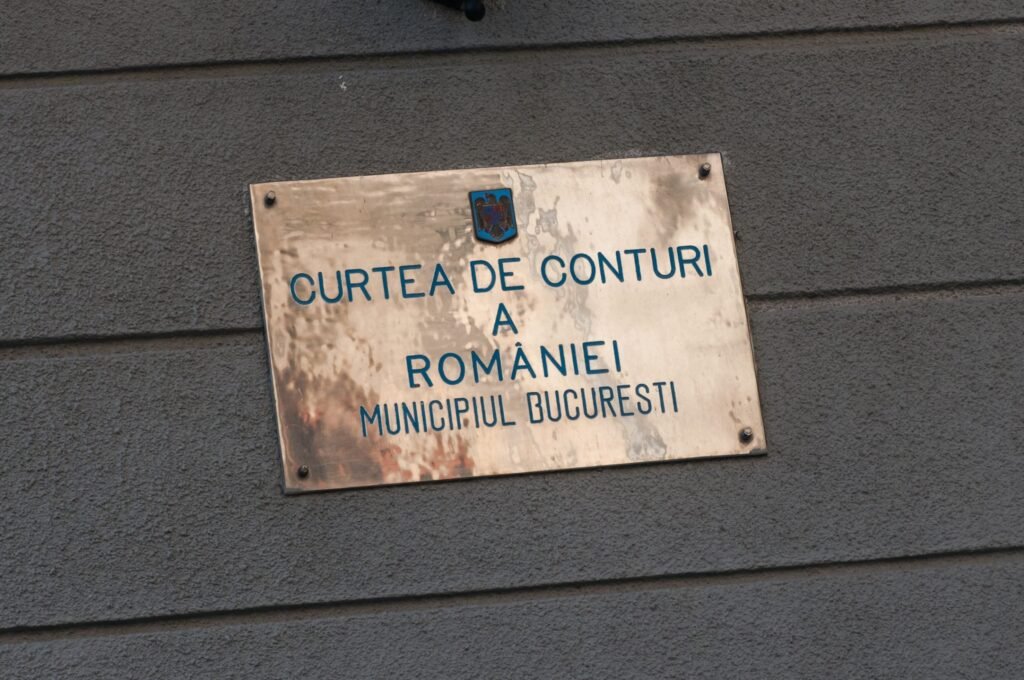 CURTEA DE CONTURI
A
ROMÂNIEI
MUNICIPIUL BUCURESTI